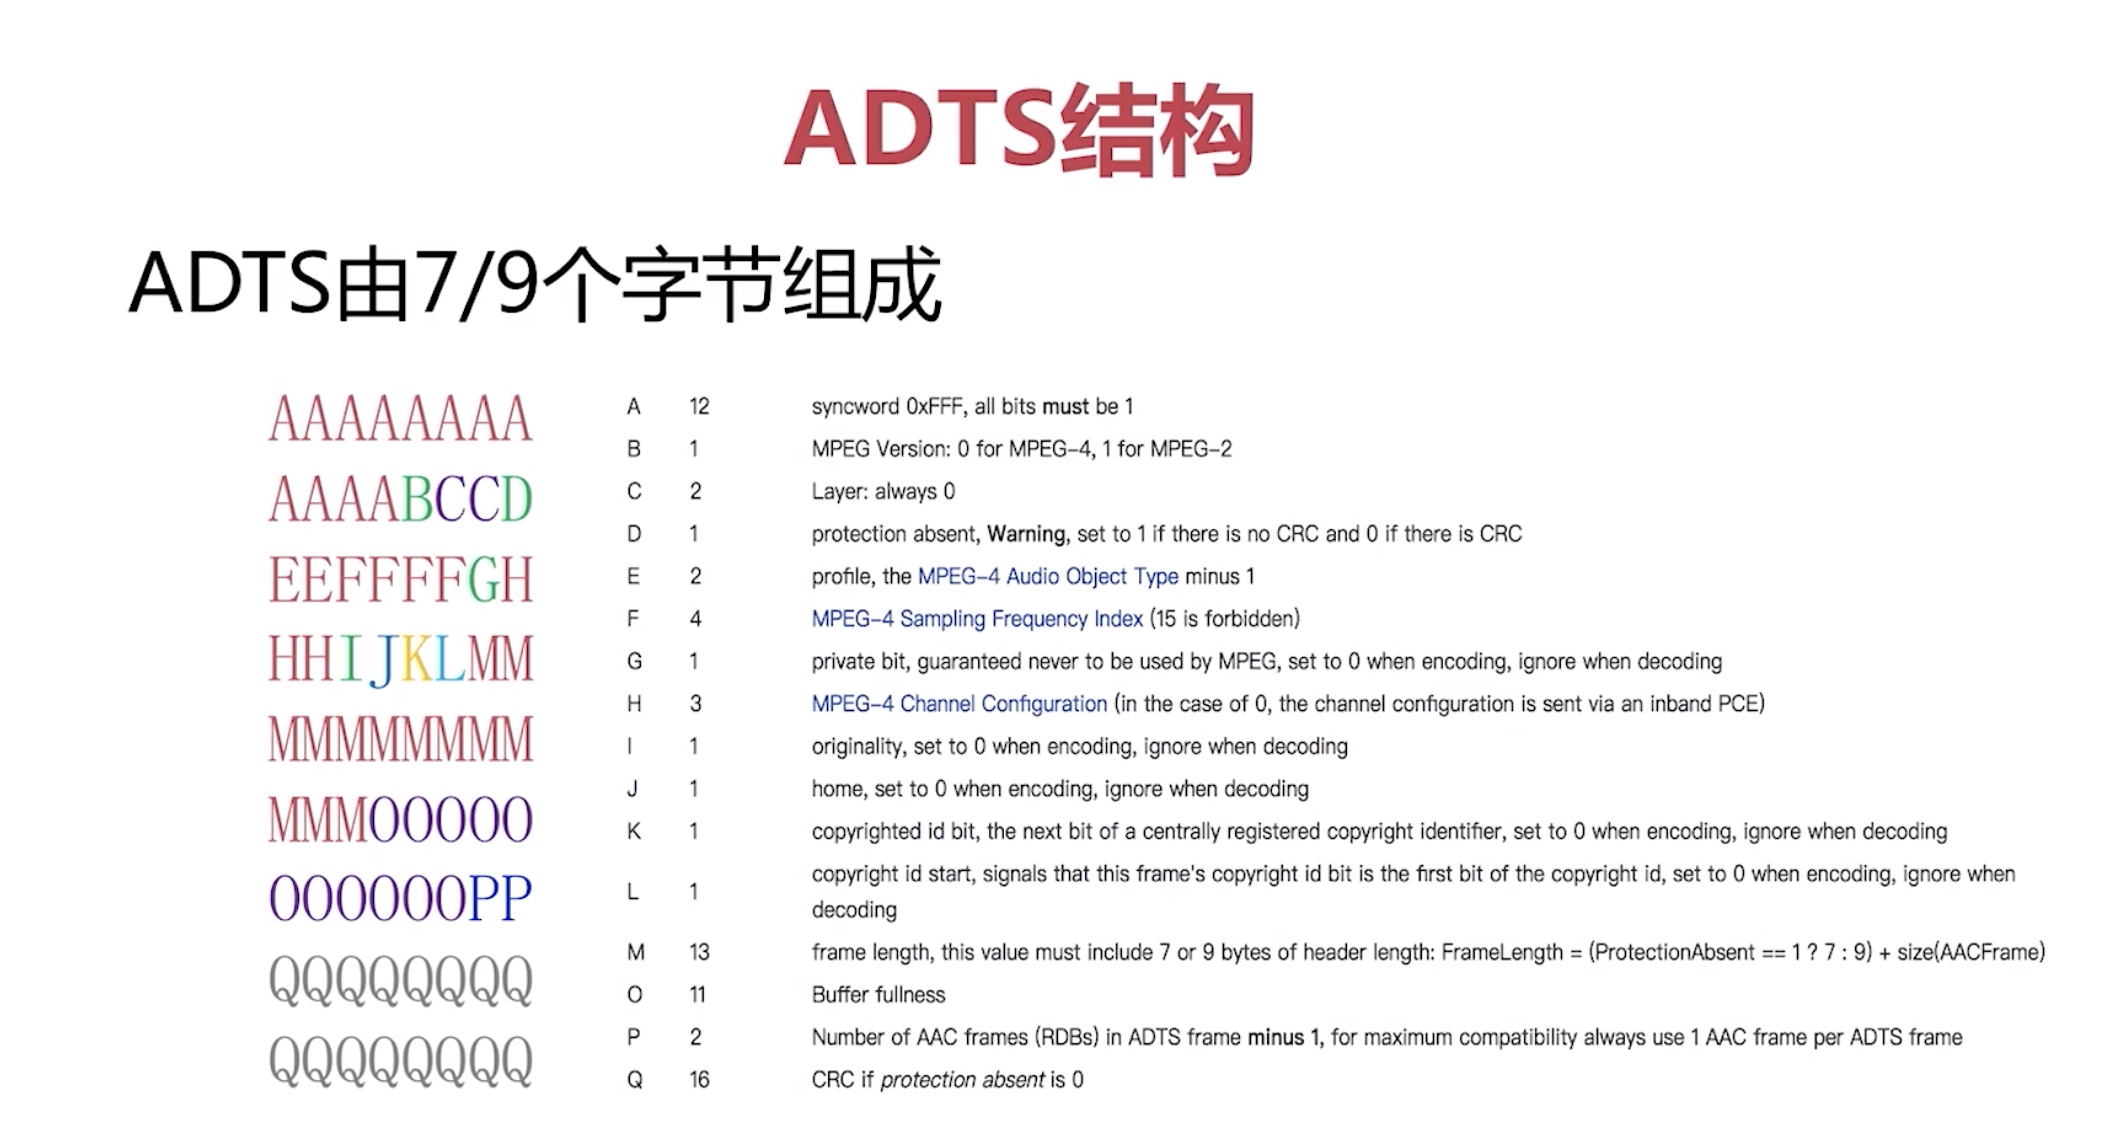 ADTS结构
ADTS由7/9个字节组成
AAAAAAAA
AAAABCCD
EEFFFFGH
HHIJKLMM
MMMMMMMM
MMMOOOOO
OOOOOOPP
QQQQQQQQ
QQQQQQQQ
A 12 syncword 0xFFF, all bits must be 1
B 1 MPEG Version: 0 for MPEG-4, 1 for MPEG-2
C 2 Layer: always 0
D 1 protection absent, Warning, set to 1 if there is no CRC and 0 if there is CRC
E 2 profile, the MPEG-4 Audio Object Type minus 1
F 4 MPEG-4 Sampling Frequency Index (15 is forbidden)
G 1 private bit, guaranteed never to be used by MPEG, set to 0 when encoding, ignore when decoding
H 3 MPEG-4 Channel Configuration (in the case of 0, the channel configuration is sent via an inband PCE)
I 1 originality, set to 0 when encoding, ignore when decoding
J 1 home, set to 0 when encoding, ignore when decoding
K 1 copyrighted id bit, the next bit of a centrally registered copyright identifier, set to 0 when encoding, ignore when decoding
L 1 copyright id start, signals that this frame's copyright id bit is the first bit of the copyright id, set to 0 when encoding, ignore when
decoding
M 13 frame length, this value must include 7 or 9 bytes of header length: FrameLength = (ProtectionAbsent == 1 ? 7 : 9) + size(AACFrame)
O 11 Buffer fullness
P 2 Number of AAC frames (RDBs) in ADTS frame minus 1, for maximum compatibility always use 1 AAC frame per ADTS frame
Q 16 CRC if protection absent is 0